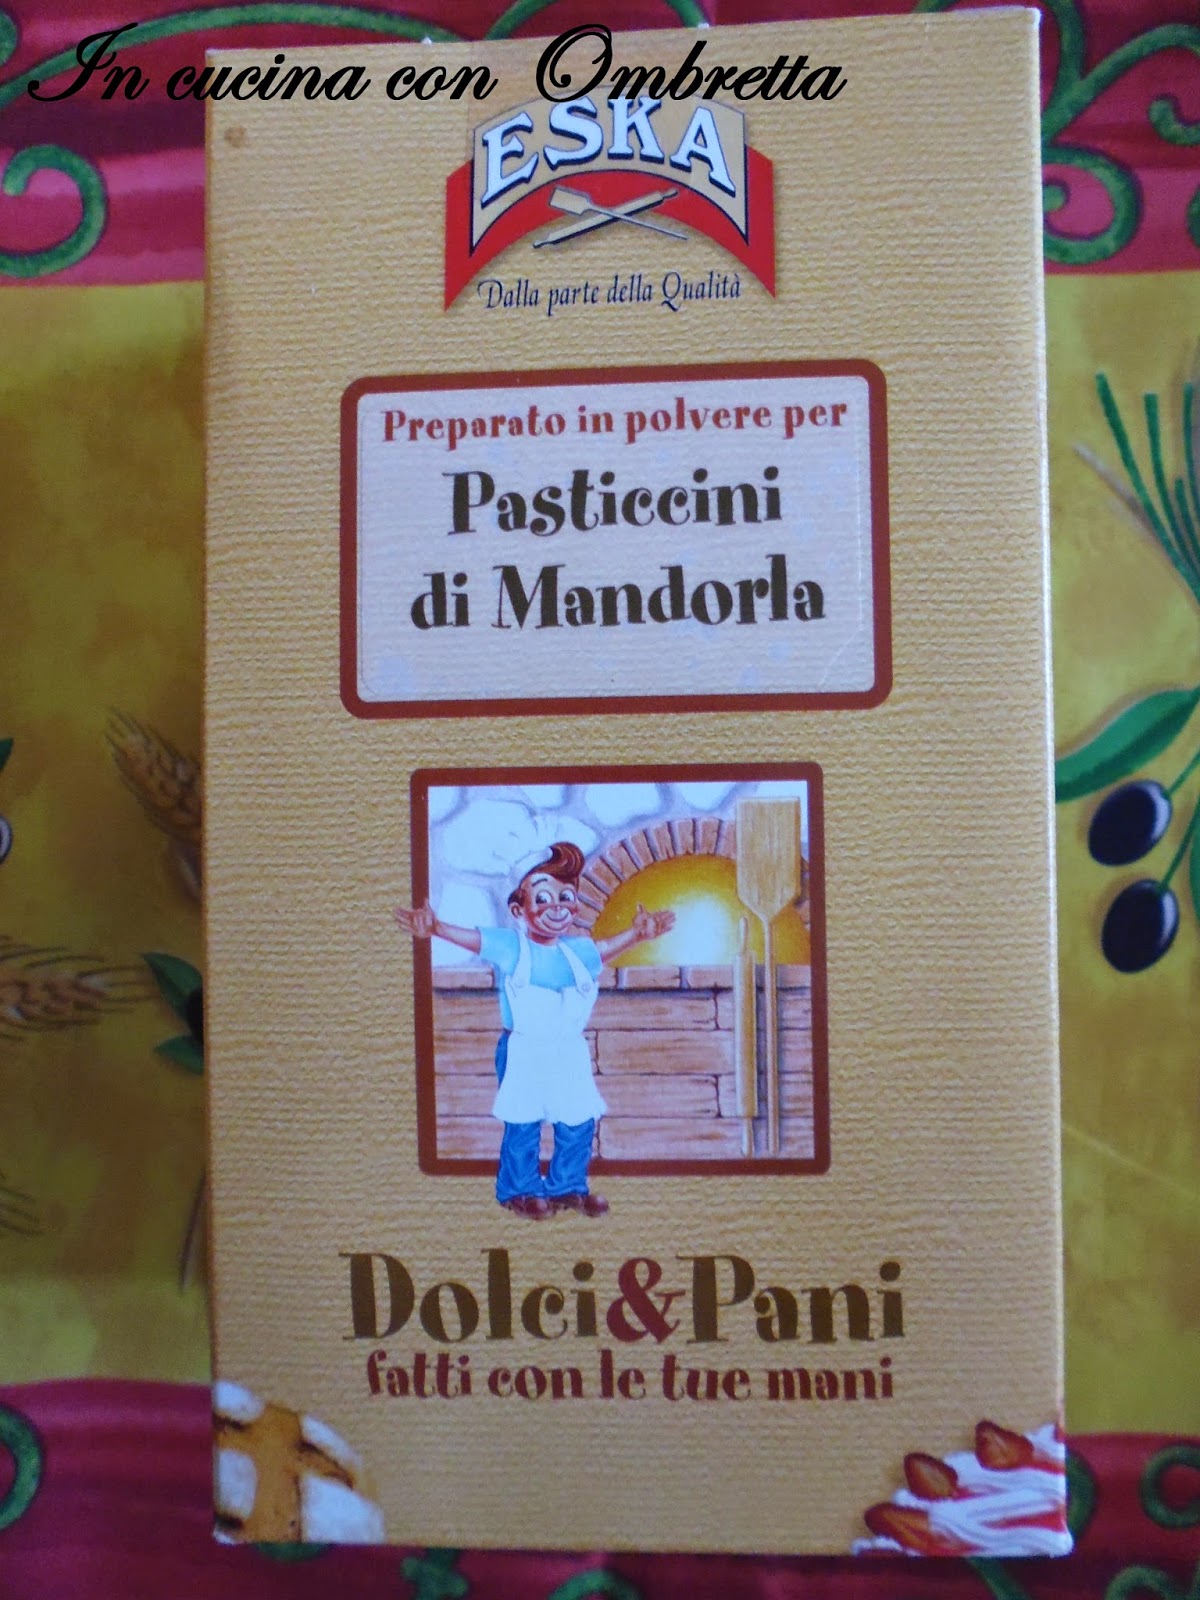 In cucina con Ombretta
ESKA
Dalla parte della Qualità
Preparato in polvere per
Pasticcini
di Mandorla
Dolci&Pani
fatti con le tue mani